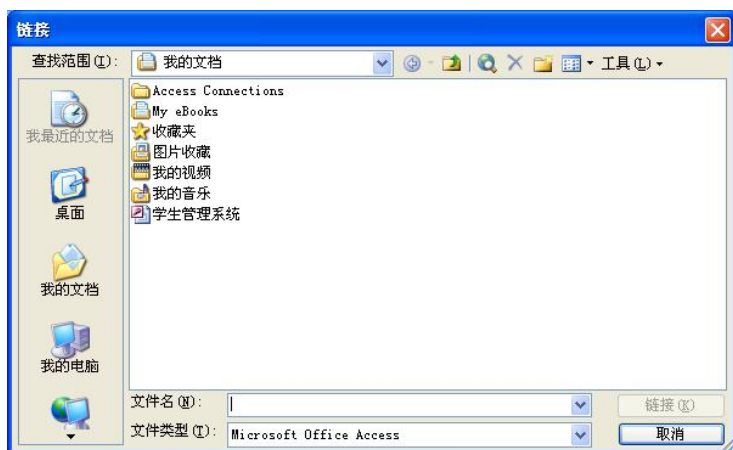 链接
查找范围(I): 我的文档 工具(L)
Access Connections
My eBooks
收藏夹
图片收藏
我的视频
我的音乐
学生管理系统
我最近的文档
桌面
我的文档
我的电脑
文件名(N): 链接(K)
文件类型(T): Microsoft Office Access 取消